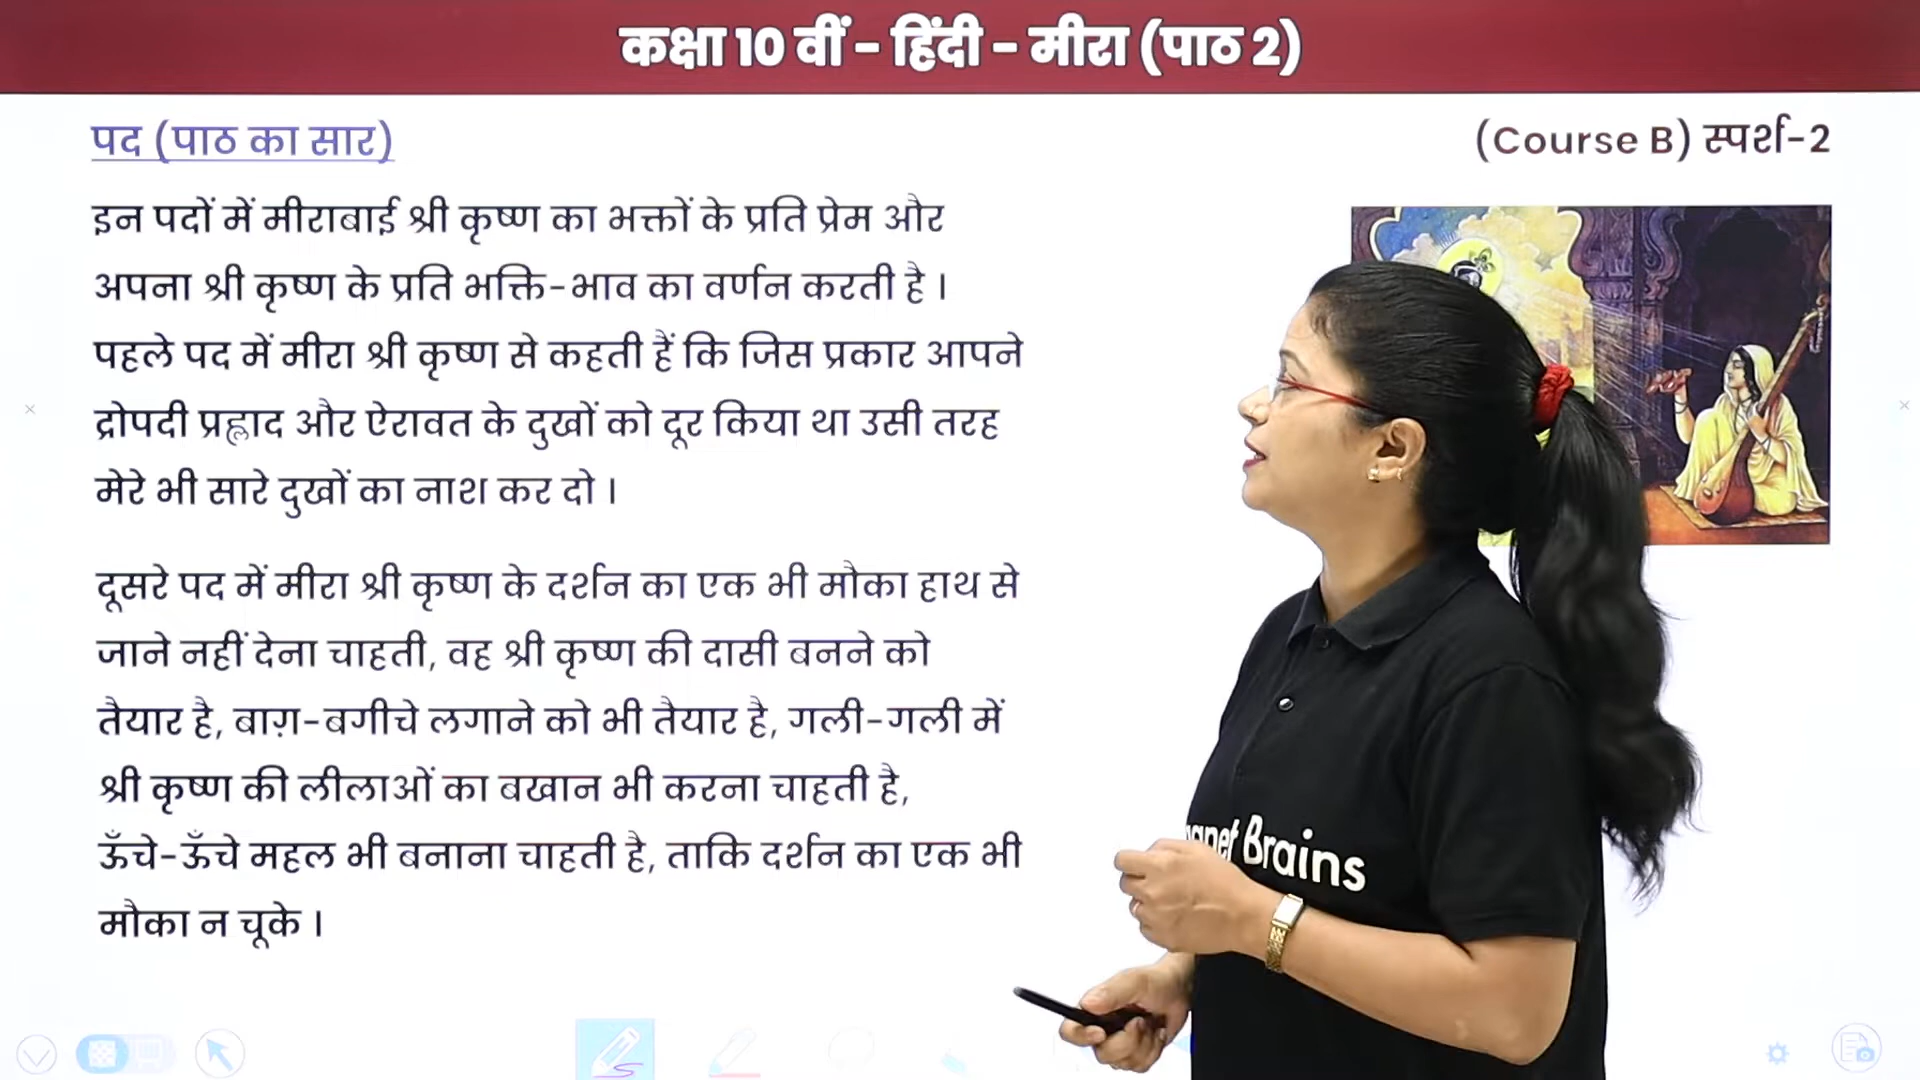 कक्षा 10 वीं - हिंदी - मीरा (पाठ 2)
पद (पाठ का सार)
(Course B) स्पर्श-2
इन पदों में मीराबाई श्री कृष्ण का भक्तों के प्रति प्रेम और
अपना श्री कृष्ण के प्रति भक्ति-भाव का वर्णन करती है ।
पहले पद में मीरा श्री कृष्ण से कहती हैं कि जिस प्रकार आपने
द्रोपदी प्रह्लाद और ऐरावत के दुखों को दूर किया था उसी तरह
मेरे भी सारे दुखों का नाश कर दो ।
दूसरे पद में मीरा श्री कृष्ण के दर्शन का एक भी मौका हाथ से
जाने नहीं देना चाहती, वह श्री कृष्ण की दासी बनने को
तैयार है, बाग़-बगीचे लगाने को भी तैयार है, गली-गली में
श्री कृष्ण की लीलाओं का बखान भी करना चाहती है,
ऊँचे-ऊँचे महल भी बनाना चाहती है, ताकि दर्शन का एक भी
मौका न चूके ।
Brains